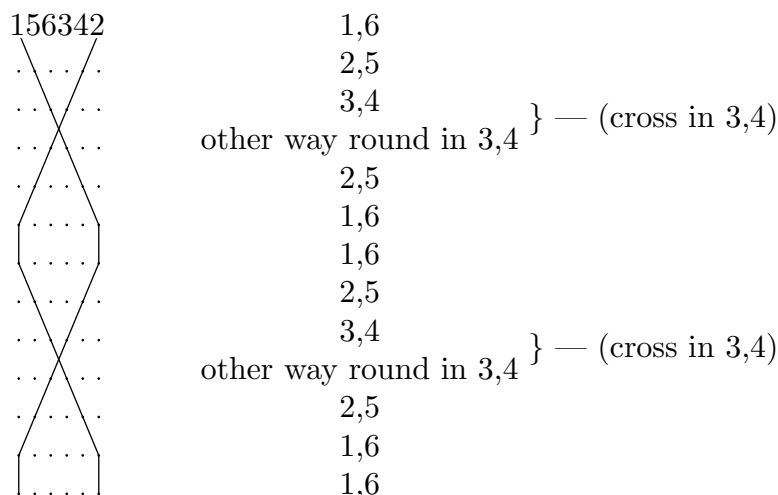 156342 1,6
. . . . . . 2,5
. . . . . . 3,4
} — (cross in 3,4)
. . . . . . other way round in 3,4
. . . . . . 2,5
. . . . . . 1,6
. . . . . . 1,6
. . . . . . 2,5
. . . . . . 3,4
} — (cross in 3,4)
. . . . . . other way round in 3,4
. . . . . . 2,5
. . . . . . 1,6
. . . . . . 1,6